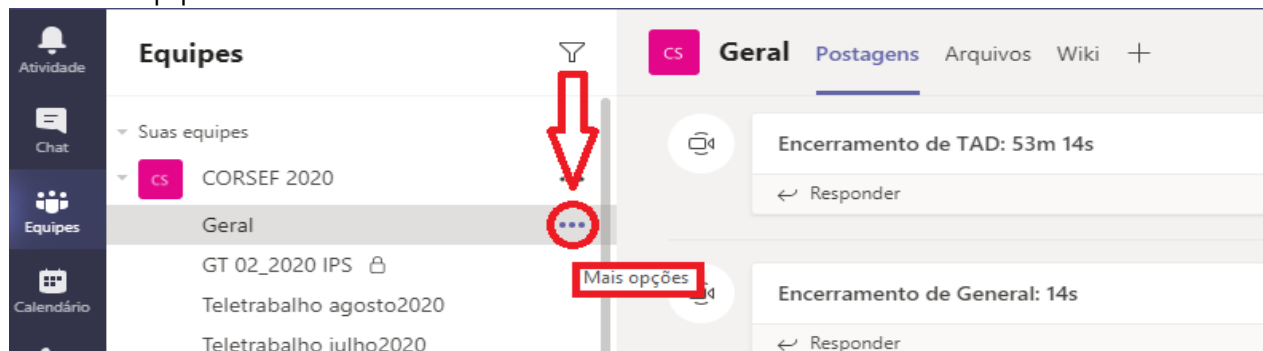 Atividade
Chat
Equipes
Calendário
Equipes
Suas equipes
CS CORSEF 2020
Geral
GT 02_2020 IPS
Teletrabalho agosto2020
Teletrabalho julho2020
Mais opções
CS Geral Postagens Arquivos Wiki
Encerramento de TAD: 53m 14s
Responder
Encerramento de General: 14s
Responder